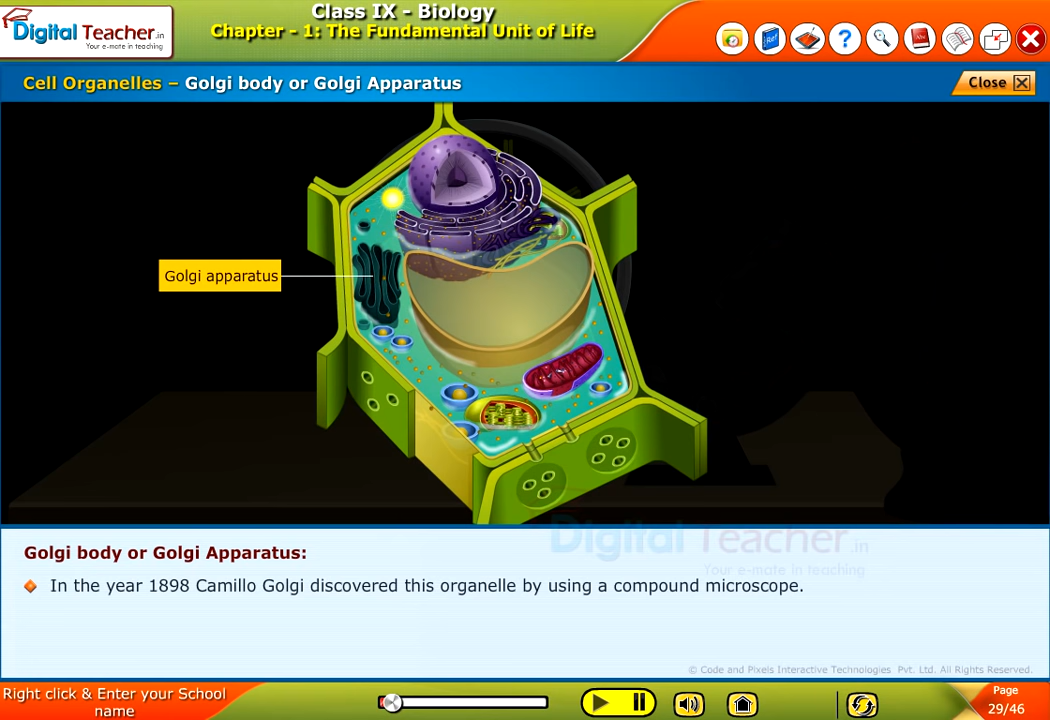 Digital Teacher.in
Your e-mate in teaching
Class IX - Biology
Chapter - 1: The Fundamental Unit of Life
Cell Organelles – Golgi body or Golgi Apparatus
Close
Golgi apparatus
Digital Teacher.in
Your e-mate in teaching
Golgi body or Golgi Apparatus:
In the year 1898 Camillo Golgi discovered this organelle by using a compound microscope.
© Code and Pixels Interactive Technologies Pvt. Ltd. All Rights Reserved.
Right click & Enter your School
name
Page
29/46